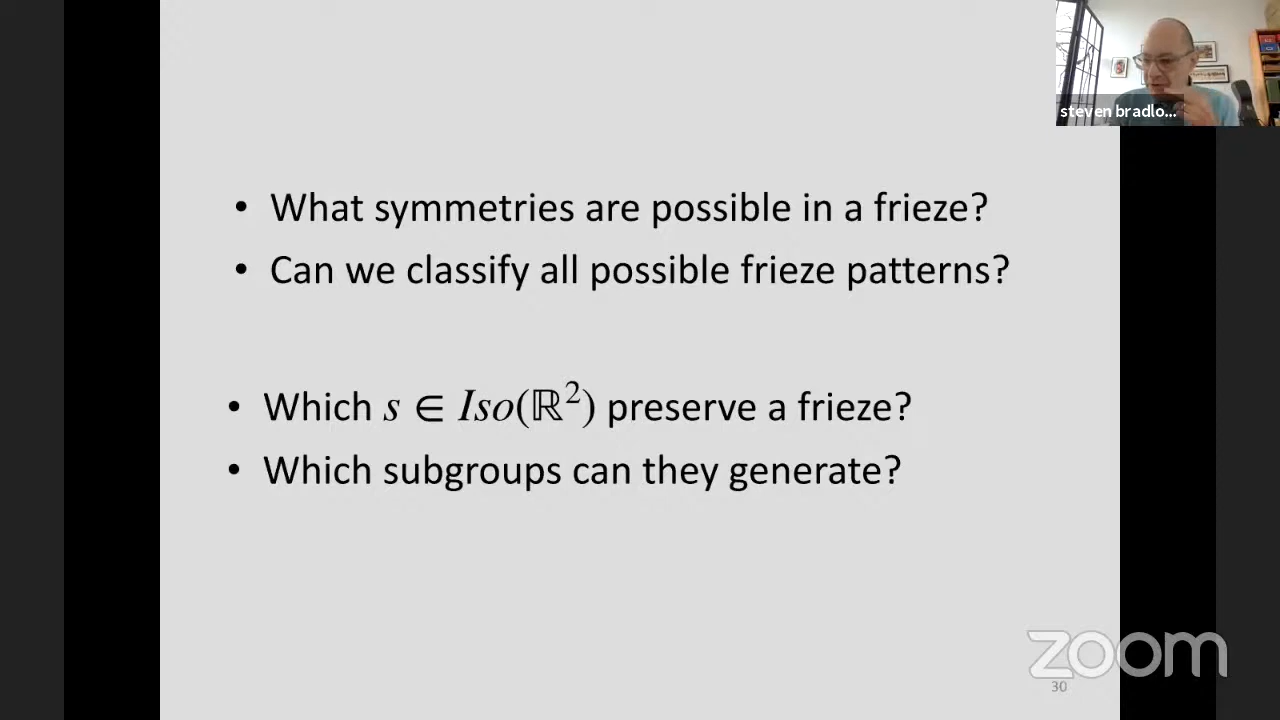 steven bradlo...
• What symmetries are possible in a frieze?
• Can we classify all possible frieze patterns?
• Which s ∈ Iso(ℝ²) preserve a frieze?
• Which subgroups can they generate?
zoom
30